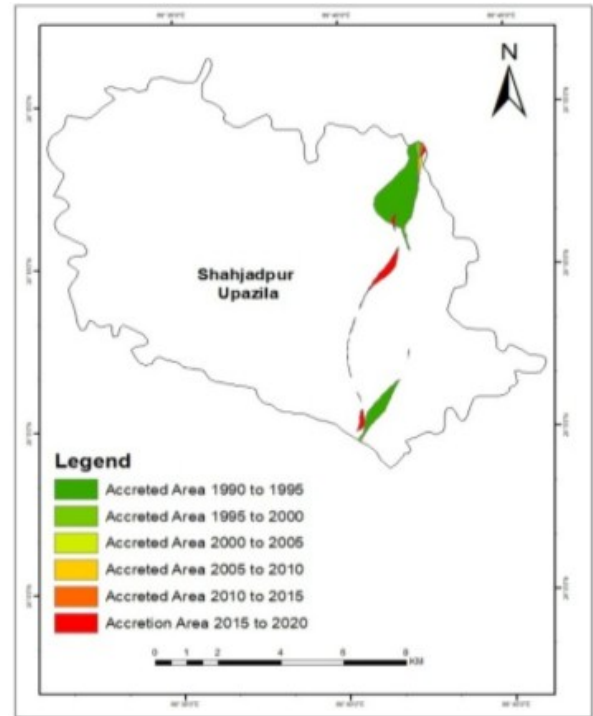 N
Shahjadpur
Upazila
Legend
Accreted Area 1990 to 1995
Accreted Area 1995 to 2000
Accreted Area 2000 to 2005
Accreted Area 2005 to 2010
Accreted Area 2010 to 2015
Accretion Area 2015 to 2020
0 1 2 4 6 8
KM